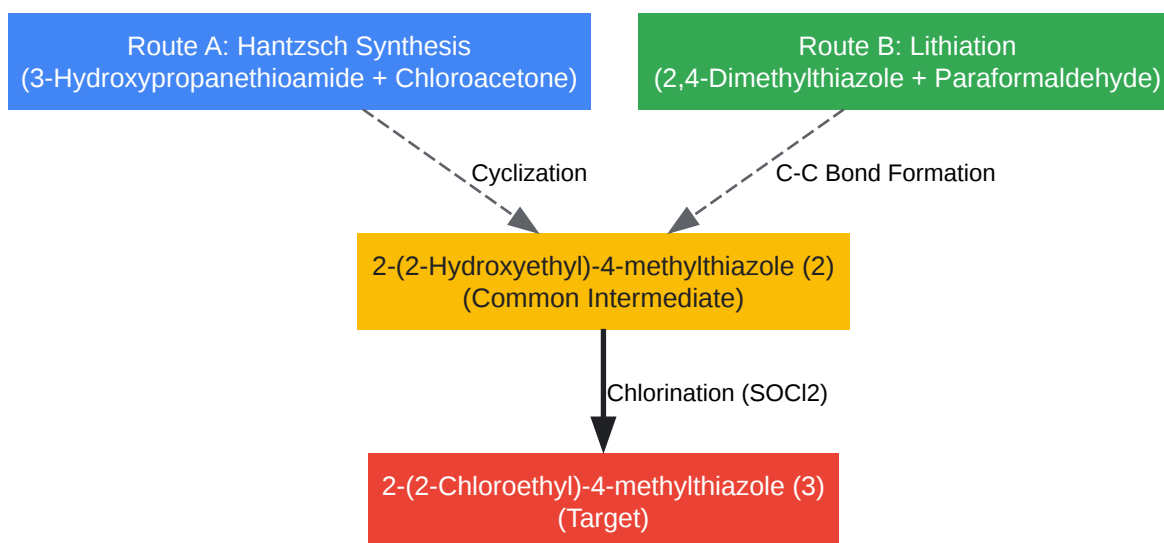 Route A: Hantzsch Synthesis
(3-Hydroxypropanethioamide + Chloroacetone)
Route B: Lithiation
(2,4-Dimethylthiazole + Paraformaldehyde)
Cyclization
C-C Bond Formation
2-(2-Hydroxyethyl)-4-methylthiazole (2)
(Common Intermediate)
Chlorination (SOCl2)
2-(2-Chloroethyl)-4-methylthiazole (3)
(Target)